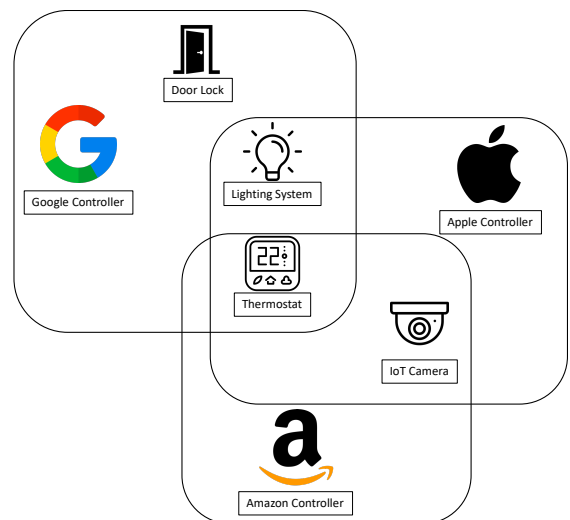 Door Lock
Google Controller
Lighting System
Apple Controller
22
Thermostat
IoT Camera
a
Amazon Controller